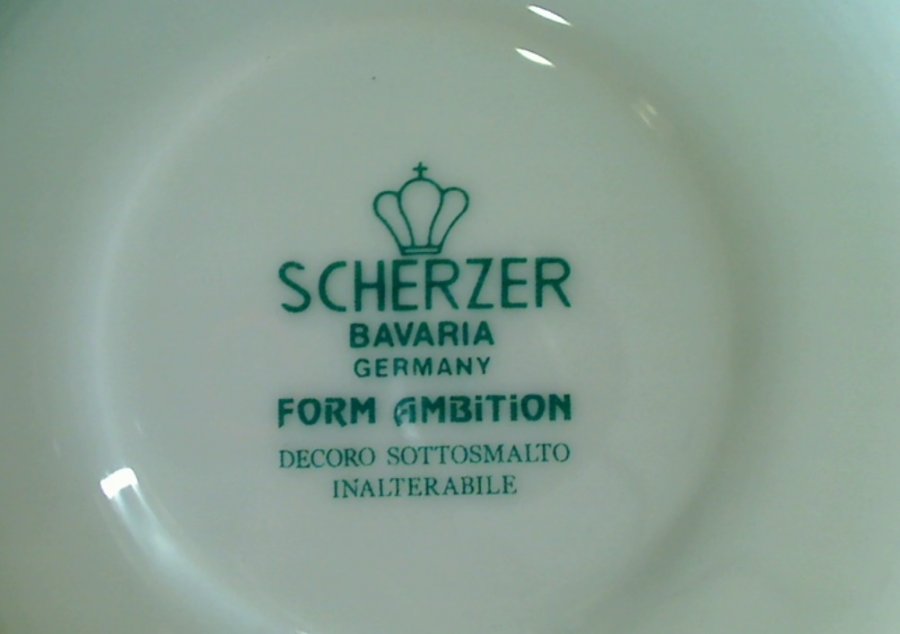 SCHERZER
BAVARIA
GERMANY
FORM AMBiTiON
DECORO SOTTOSMALTO
INALTERABILE